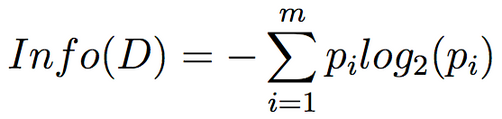 Info(D) = − ∑_{i=1}^{m} p_i log_2(p_i)